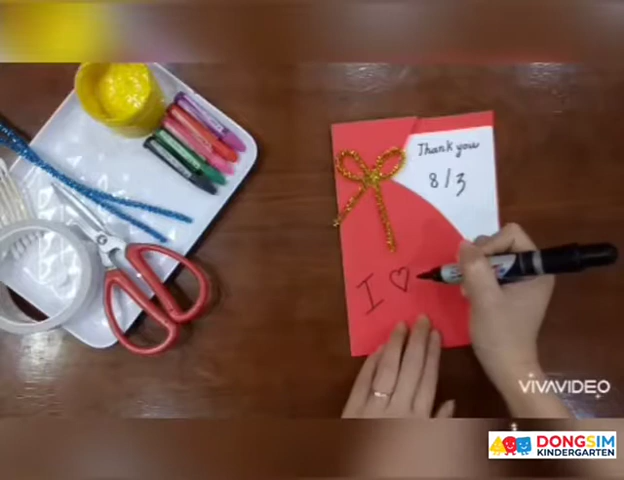 Thank you
8/3
I ♡
VIVAVIDEO
DONGSIM
KINDERGARTEN